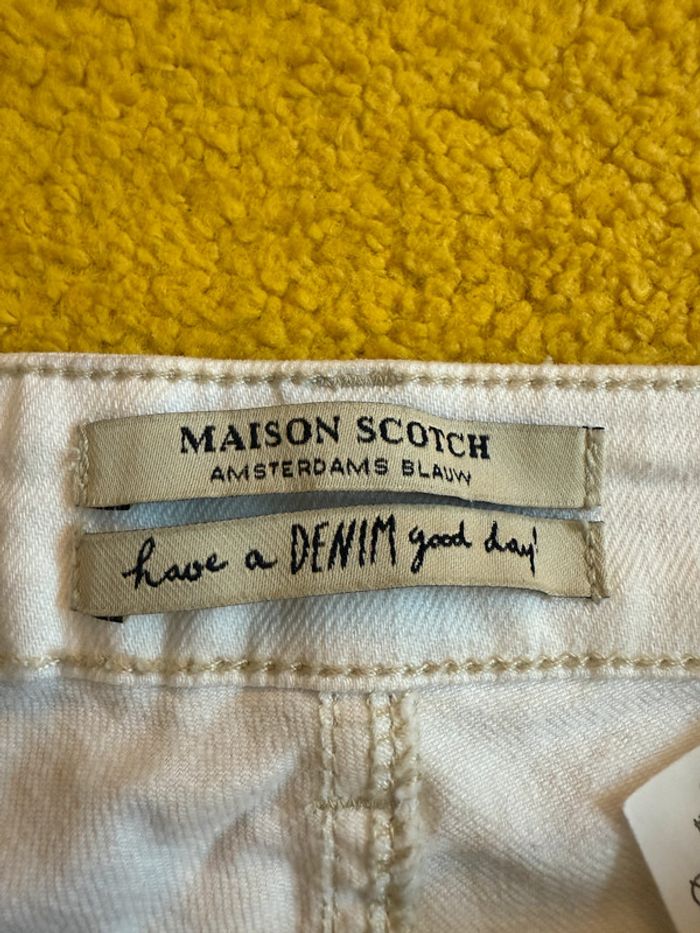 MAISON SCOTCH
AMSTERDAMS BLAUW
have a DENIM good day!